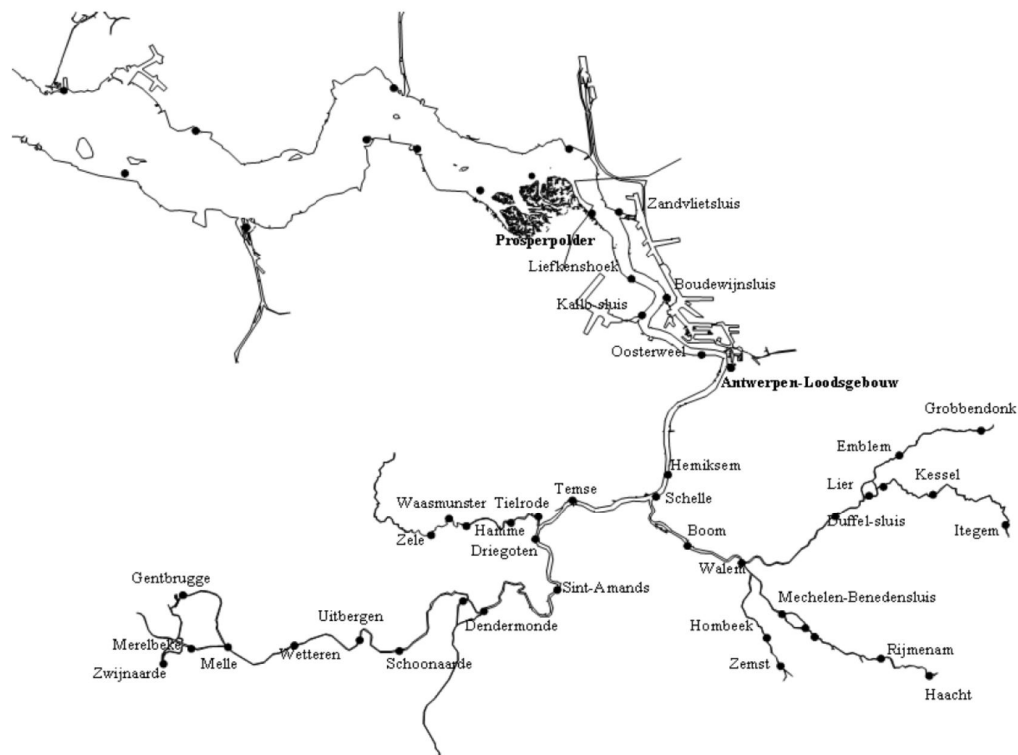 Zandvlietsluis
Prosperpolder
Liefkenshoek
Boudewijnsluis
Kallo sluis
Oosterweel
Antwerpen-Loodsgebouw
Grobbendonk
Emblem
Hemiksem
Kessel
Lier
Temse
Schelle
Waasmunster
Tielrode
Duffel-sluis
Itegem
Hamme
Boom
Zele
Driegoten
Walem
Gentbrugge
Sint-Amands
Mechelen-Benedensluis
Uitbergen
Dendermonde
Hombeek
Merelbeke
Wetteren
Schoonaarde
Melle
Rijmenam
Zemst
Zwijnaarde
Haacht